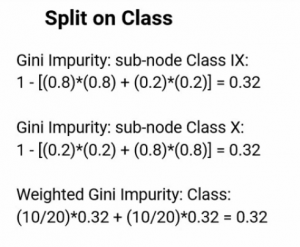 Split on Class
Gini Impurity: sub-node Class IX:
1 - [(0.8)*(0.8) + (0.2)*(0.2)] = 0.32
Gini Impurity: sub-node Class X:
1 - [(0.2)*(0.2) + (0.8)*(0.8)] = 0.32
Weighted Gini Impurity: Class:
(10/20)*0.32 + (10/20)*0.32 = 0.32